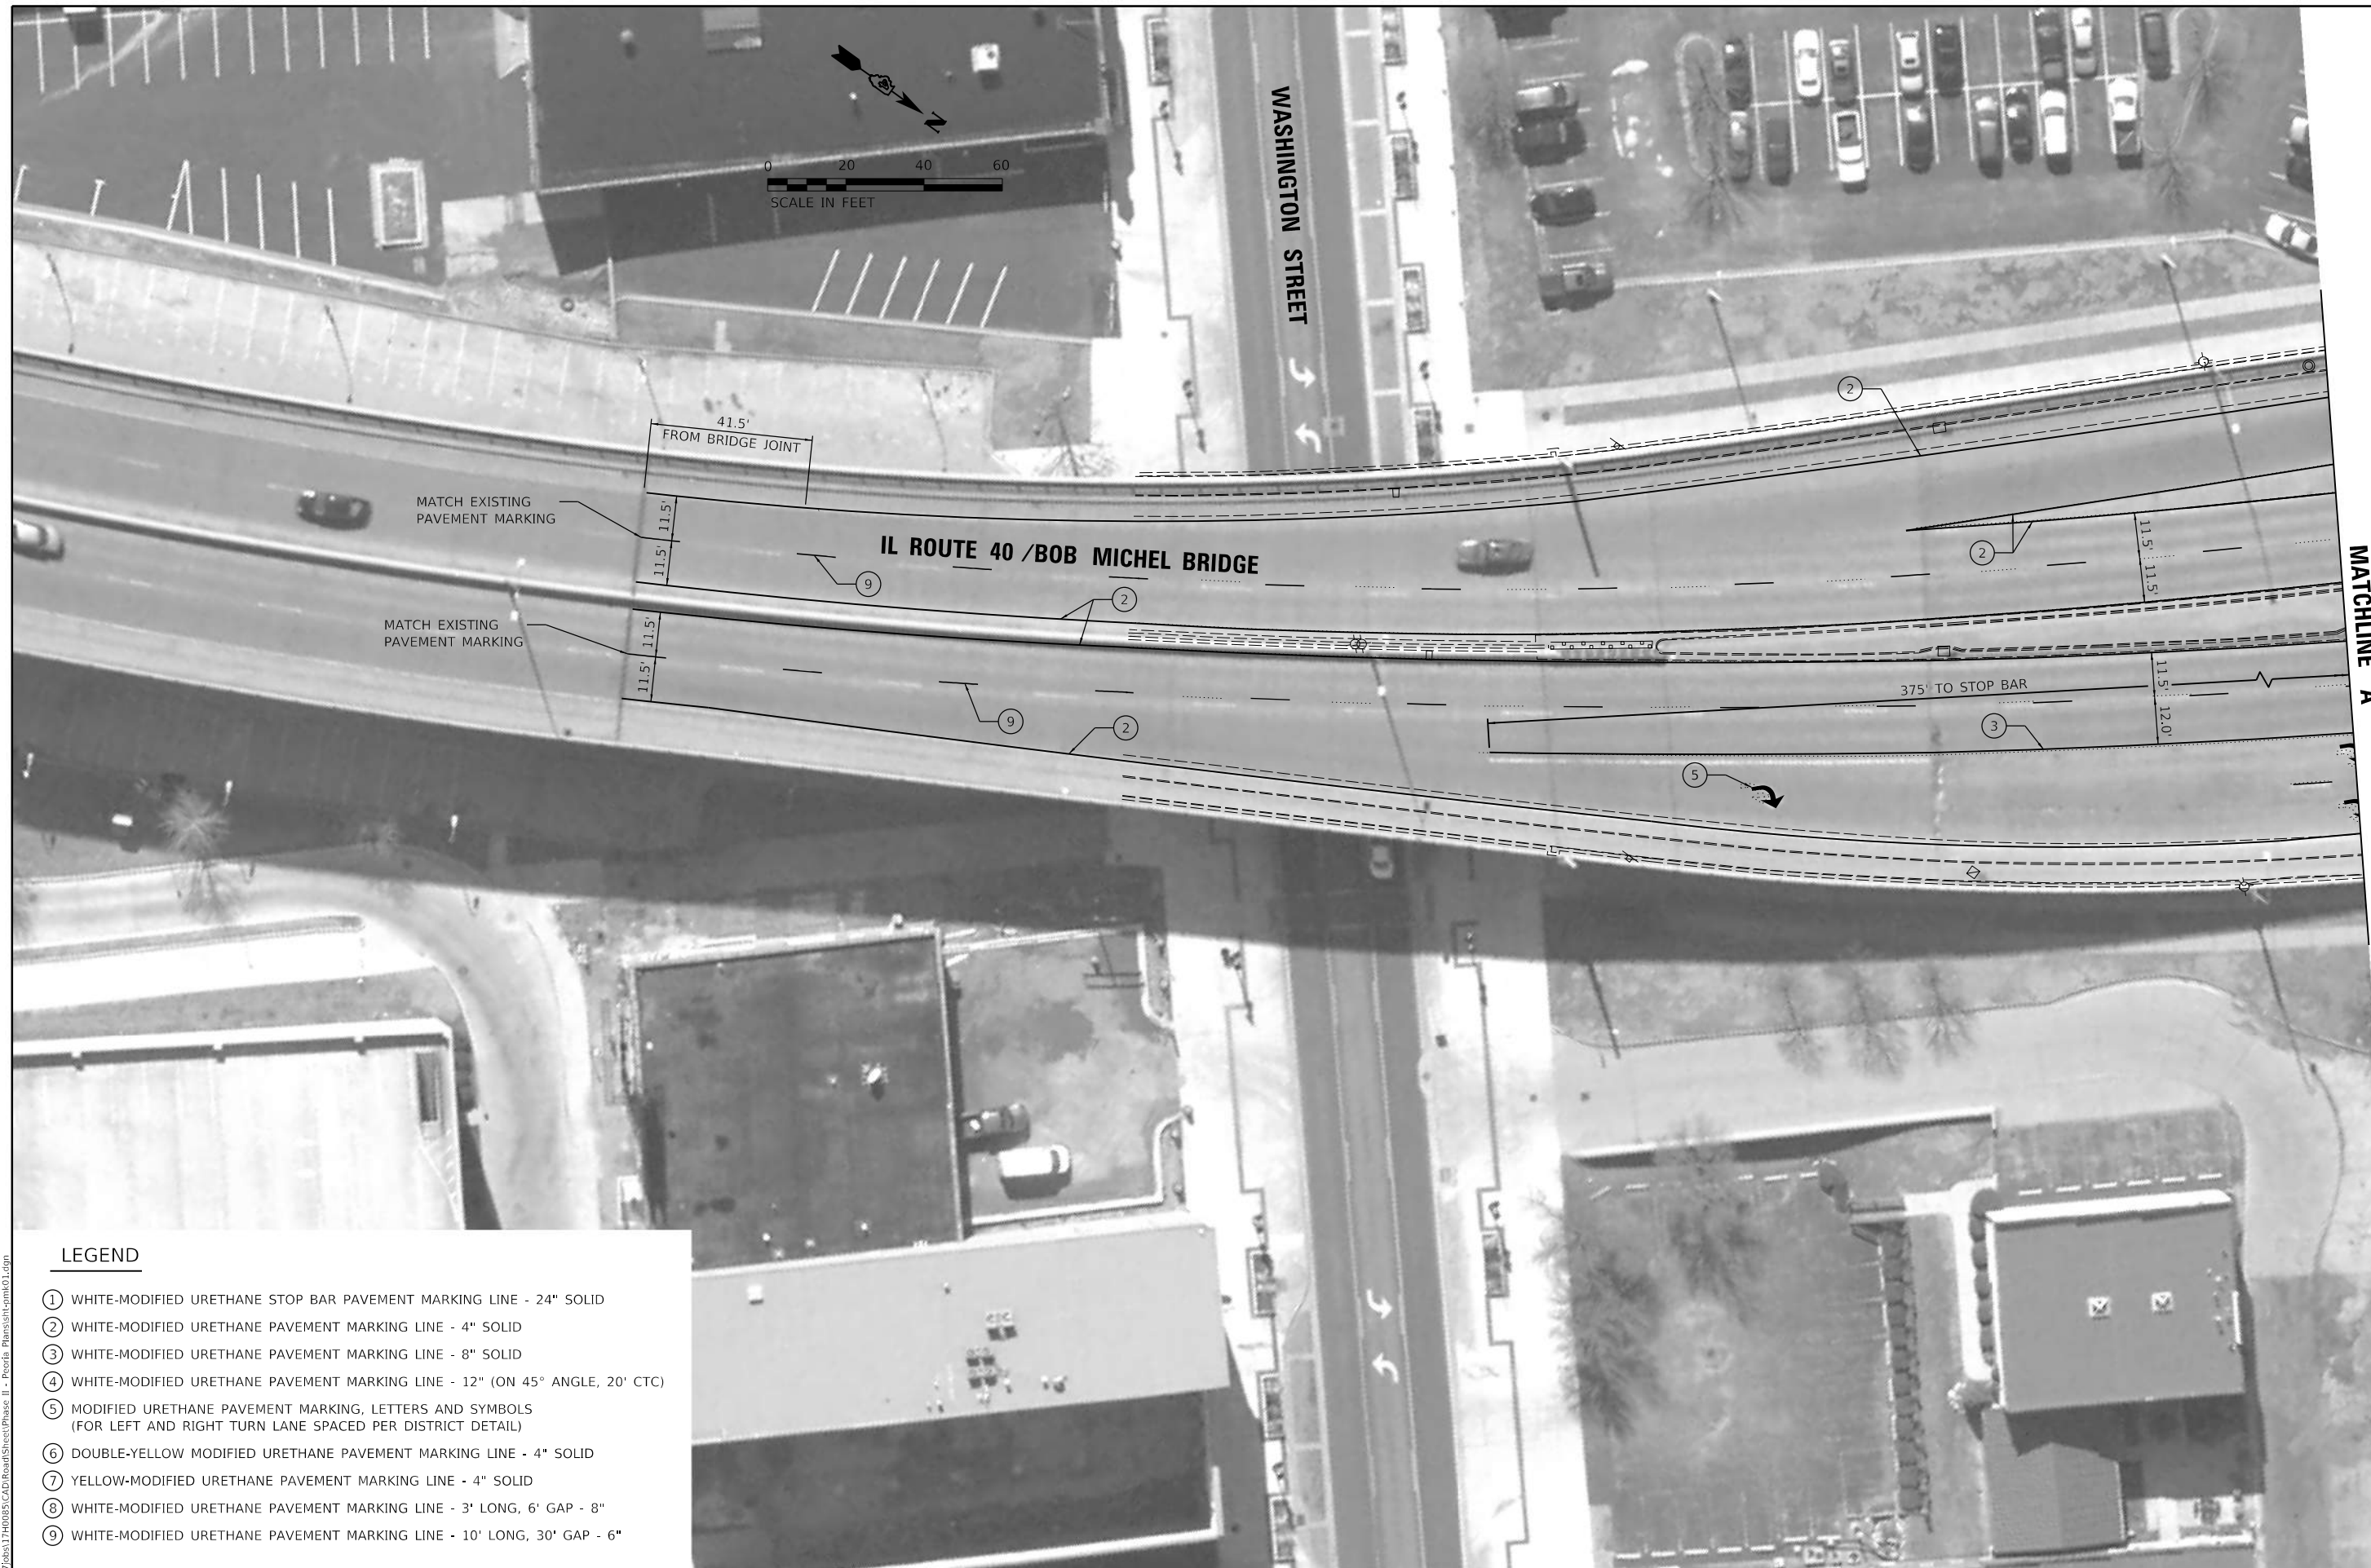 N
0 20 40 60
SCALE IN FEET
WASHINGTON STREET
2
41.5'
FROM BRIDGE JOINT
MATCH EXISTING
PAVEMENT MARKING
11.5'
11.5'
IL ROUTE 40 /BOB MICHEL BRIDGE
9
2
2
11.5'
11.5'
MATCHLINE A
MATCH EXISTING
PAVEMENT MARKING
11.5'
11.5'
9
2
375' TO STOP BAR
11.5'
12.0'
3
5
LEGEND
1 WHITE-MODIFIED URETHANE STOP BAR PAVEMENT MARKING LINE - 24" SOLID
2 WHITE-MODIFIED URETHANE PAVEMENT MARKING LINE - 4" SOLID
3 WHITE-MODIFIED URETHANE PAVEMENT MARKING LINE - 8" SOLID
4 WHITE-MODIFIED URETHANE PAVEMENT MARKING LINE - 12" (ON 45° ANGLE, 20' CTC)
5 MODIFIED URETHANE PAVEMENT MARKING, LETTERS AND SYMBOLS
(FOR LEFT AND RIGHT TURN LANE SPACED PER DISTRICT DETAIL)
6 DOUBLE-YELLOW MODIFIED URETHANE PAVEMENT MARKING LINE - 4" SOLID
7 YELLOW-MODIFIED URETHANE PAVEMENT MARKING LINE - 4" SOLID
8 WHITE-MODIFIED URETHANE PAVEMENT MARKING LINE - 3' LONG, 6' GAP - 8"
9 WHITE-MODIFIED URETHANE PAVEMENT MARKING LINE - 10' LONG, 30' GAP - 6"